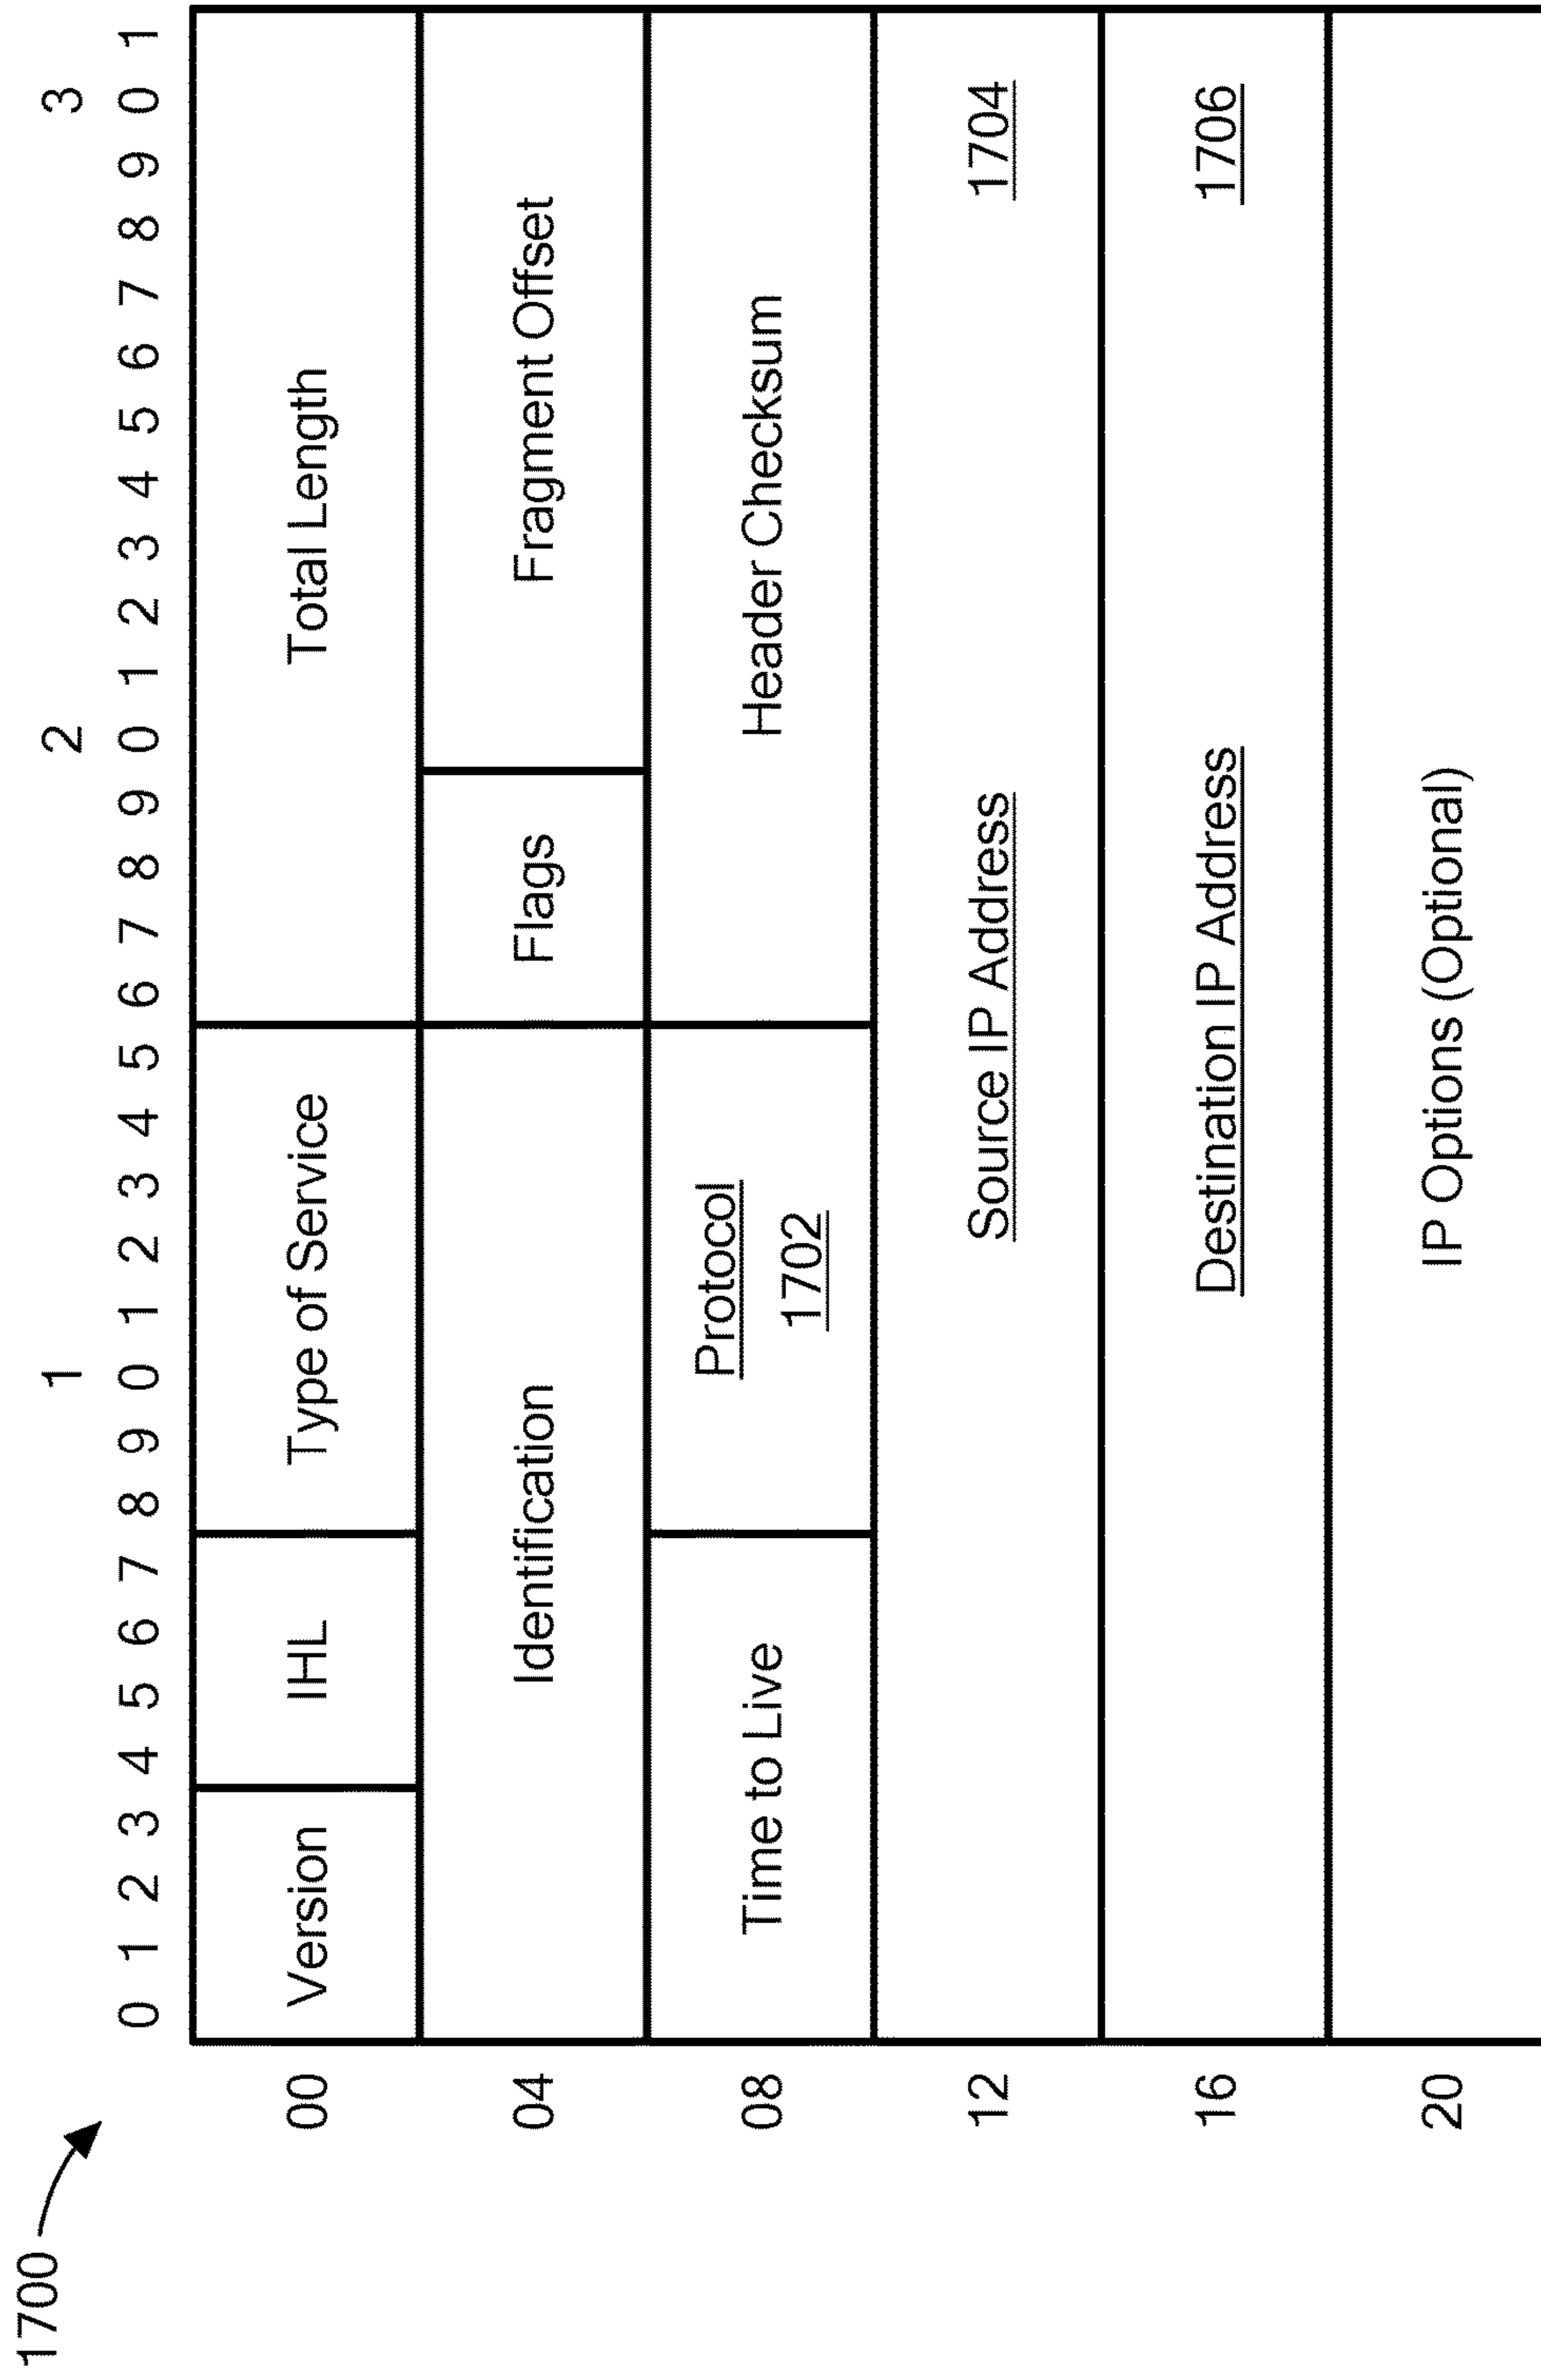 1700
1 2 3
0 1 2 3 4 5 6 7 8 9 0 1 2 3 4 5 6 7 8 9 0 1 2 3 4 5 6 7 8 9 0 1
00 Version IHL Type of Service Total Length
04 Identification Flags Fragment Offset
08 Time to Live Protocol Header Checksum
1702
12 Source IP Address 1704
16 Destination IP Address 1706
20 IP Options (Optional)